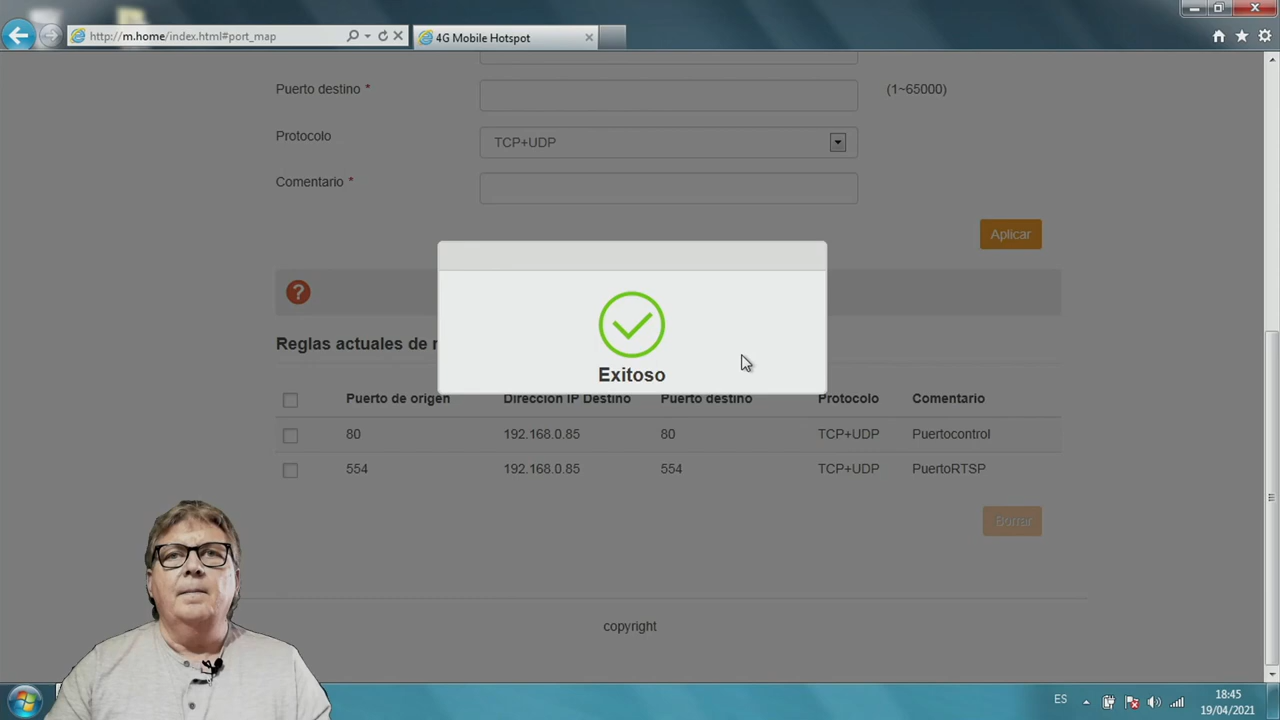 http://m.home/index.html#port_map
4G Mobile Hotspot
Puerto destino *
(1~65000)
Protocolo
TCP+UDP
Comentario *
Aplicar
?
Exitoso
Reglas actuales de
Puerto de origen Dirección IP Destino Puerto destino Protocolo Comentario
80 192.168.0.85 80 TCP+UDP Puertocontrol
554 192.168.0.85 554 TCP+UDP PuertoRTSP
Borrar
copyright
ES
18:45
19/04/2021